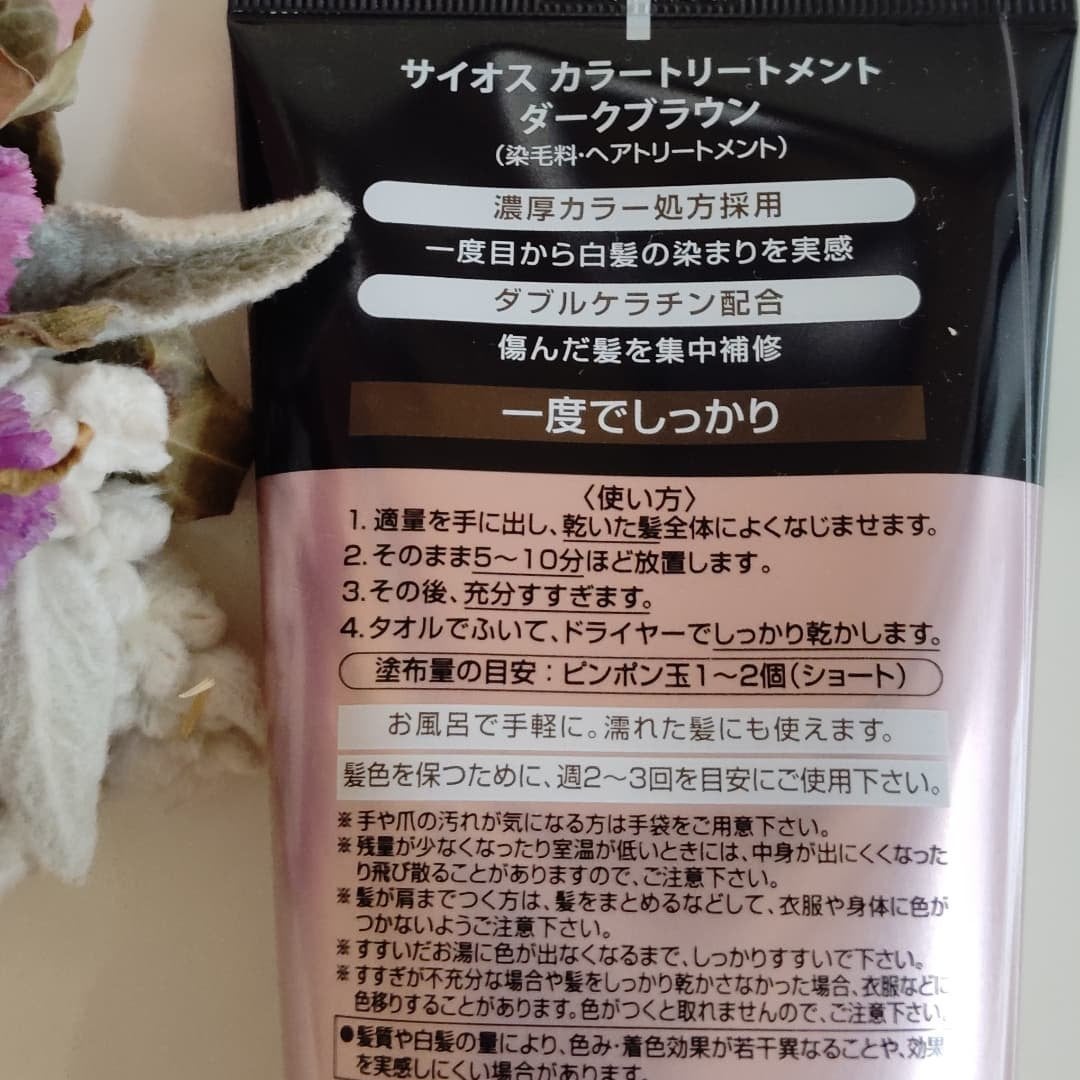 サイオス カラートリートメント
ダークブラウン
(染毛料・ヘアトリートメント)
濃厚カラー処方採用
一度目から白髪の染まりを実感
ダブルケラチン配合
傷んだ髪を集中補修
一度でしっかり
〈使い方〉
1. 適量を手に出し、乾いた髪全体によくなじませます。
2. そのまま5〜10分ほど放置します。
3. その後、充分すすぎます。
4. タオルでふいて、ドライヤーでしっかり乾かします。
塗布量の目安:ピンポン玉1〜2個(ショート)
お風呂で手軽に。濡れた髪にも使えます。
髪色を保つために、週2〜3回を目安にご使用下さい。
※手や爪の汚れが気になる方は手袋をご用意下さい。
※残量が少なくなったり室温が低いときには、中身が出にくくなった
り飛び散ることがありますので、ご注意下さい。
※髪が肩までつく方は、髪をまとめるなどして、衣服や身体に色が
つかないようご注意下さい。
※すすいだお湯に色が出なくなるまで、しっかりすすいで下さい。
※すすぎが不充分な場合や髪をしっかり乾かさなかった場合、衣服などに
色移りすることがあります。色がつくと取れませんので、ご注意下さい。
●髪質や白髪の量により、色み・着色効果が若干異なることや、効果
を実感しにくい場合があります。